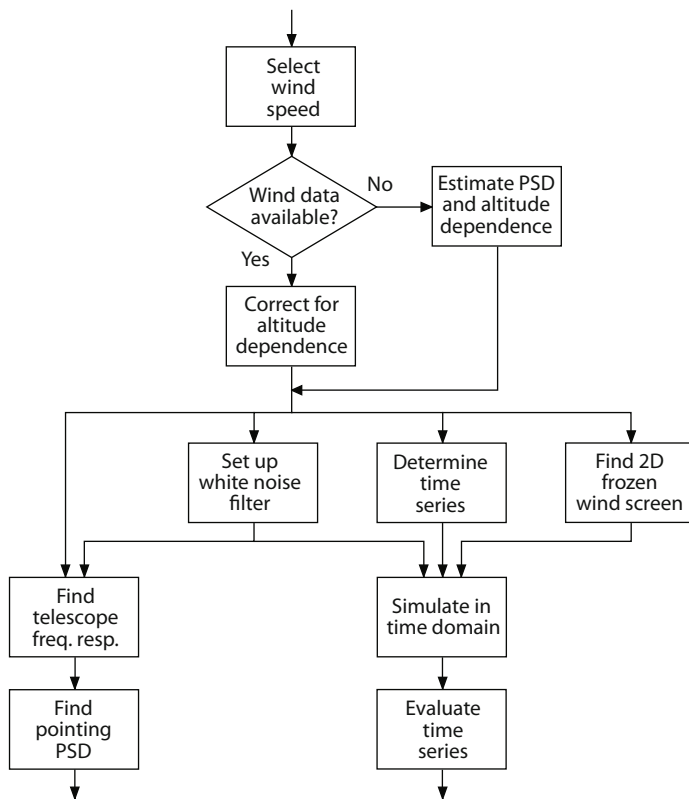 Select
wind
speed
Wind data
available?
No
Yes
Estimate PSD
and altitude
dependence
Correct for
altitude
dependence
Set up
white noise
filter
Determine
time
series
Find 2D
frozen
wind screen
Find
telescope
freq. resp.
Simulate in
time domain
Find
pointing
PSD
Evaluate
time
series